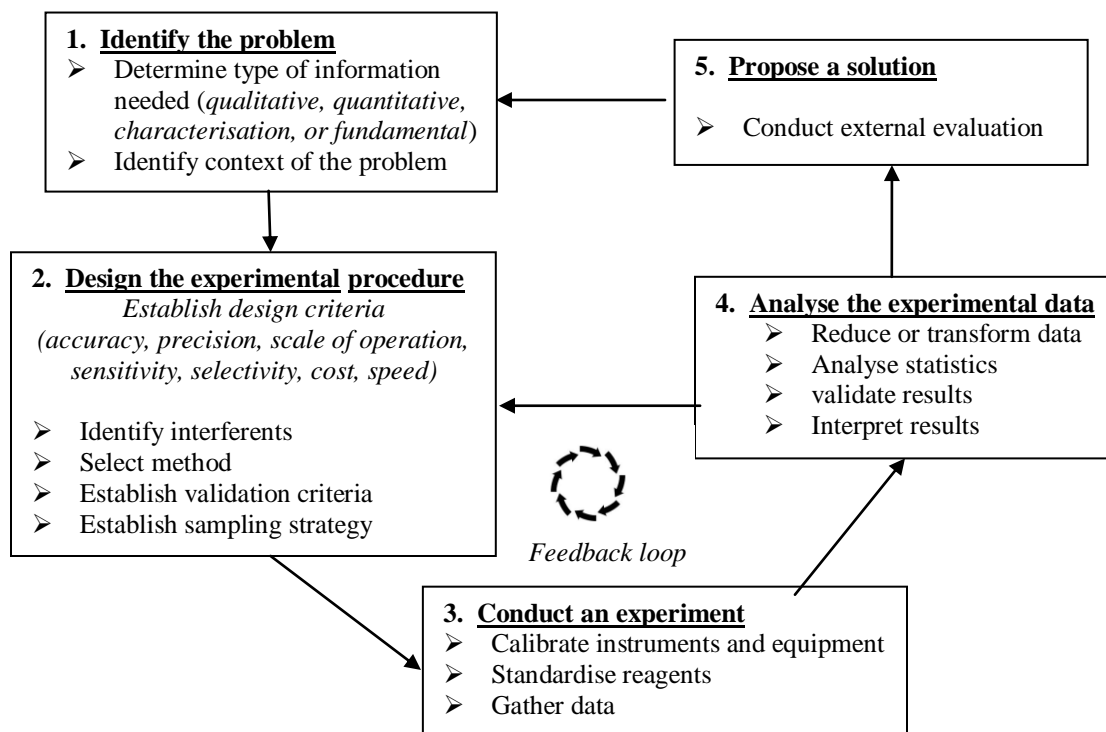 1. Identify the problem
➢ Determine type of information
needed (qualitative, quantitative,
characterisation, or fundamental)
➢ Identify context of the problem
2. Design the experimental procedure
Establish design criteria
(accuracy, precision, scale of operation,
sensitivity, selectivity, cost, speed)
➢ Identify interferents
➢ Select method
➢ Establish validation criteria
➢ Establish sampling strategy
3. Conduct an experiment
➢ Calibrate instruments and equipment
➢ Standardise reagents
➢ Gather data
4. Analyse the experimental data
➢ Reduce or transform data
➢ Analyse statistics
➢ validate results
➢ Interpret results
5. Propose a solution
➢ Conduct external evaluation
Feedback loop